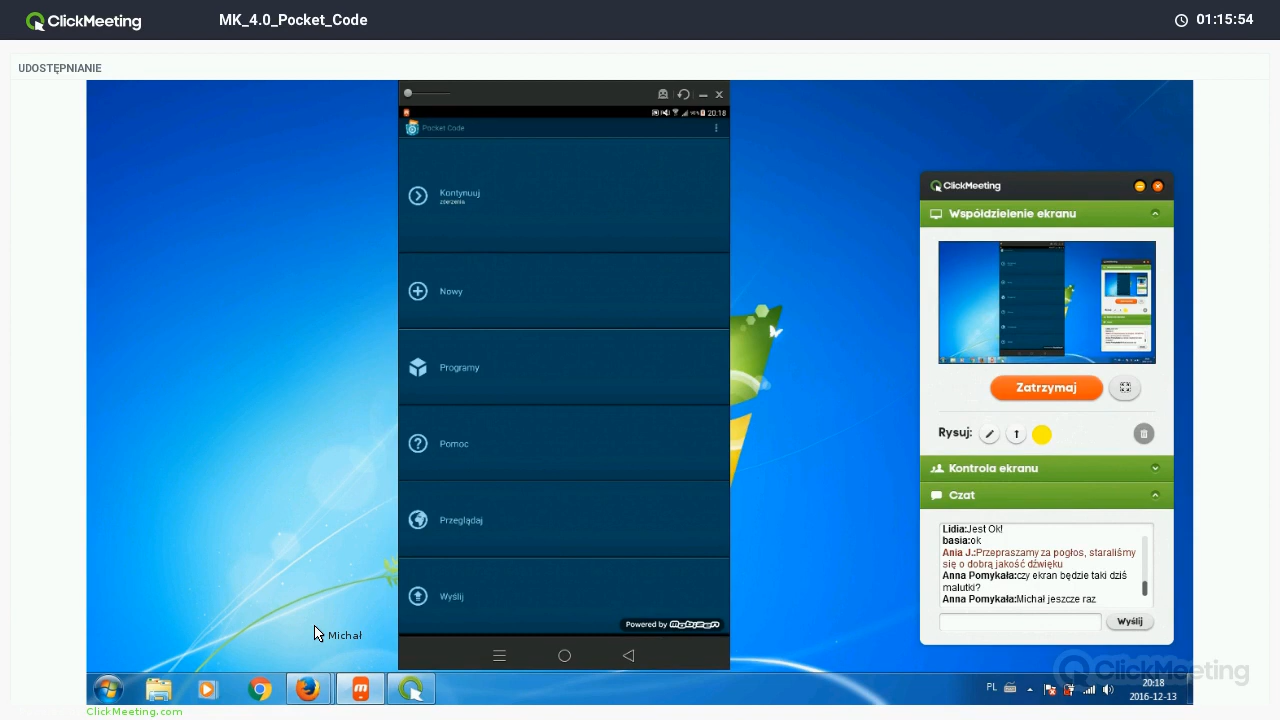 ClickMeeting
MK_4.0_Pocket_Code
01:15:54
UDOSTĘPNIANIE
20:18
Pocket Code
Kontynuuj
zderzenia
Nowy
Programy
Pomoc
Przeglądaj
Wyślij
Powered by mobizen
Michał
ClickMeeting
Współdzielenie ekranu
Zatrzymaj
Rysuj:
Kontrola ekranu
Czat
Lidia:Jest Ok!
basia:ok
Ania J.:Przepraszamy za pogłos, staraliśmy
się o dobrą jakość dźwięku
Anna Pomykała:czy ekran będzie taki dziś
malutki?
Anna Pomykała:Michał jeszcze raz
Wyślij
ClickMeeting
PL
20:18
2016-12-13
ClickMeeting.com